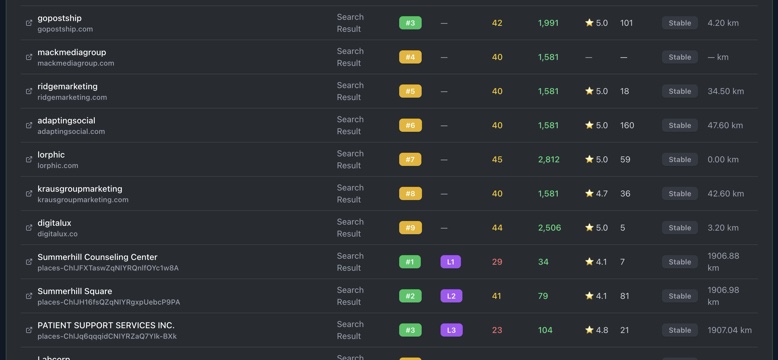 gopostship Search Result #3 — 42 1,991 ⭐ 5.0 101 Stable 4.20 km
gopostship.com
mackmediagroup Search Result #4 — 40 1,581 — — Stable — km
mackmediagroup.com
ridgemarketing Search Result #5 — 40 1,581 ⭐ 5.0 18 Stable 34.50 km
ridgemarketing.com
adaptingsocial Search Result #6 — 40 1,581 ⭐ 5.0 160 Stable 47.60 km
adaptingsocial.com
lorphic Search Result #7 — 45 2,812 ⭐ 5.0 59 Stable 0.00 km
lorphic.com
krausgroupmarketing Search Result #8 — 40 1,581 ⭐ 4.7 36 Stable 42.60 km
krausgroupmarketing.com
digitalux Search Result #9 — 44 2,506 ⭐ 5.0 5 Stable 3.20 km
digitalux.co
Summerhill Counseling Center Search Result #1 L1 29 34 ⭐ 4.1 7 Stable 1906.88 km
places-ChIJFXTaswZqNIYRQnlfOYc1w8A
Summerhill Square Search Result #2 L2 41 79 ⭐ 4.1 81 Stable 1906.98 km
places-ChIJH16fsQZqNIYRgxpUebcP9PA
PATIENT SUPPORT SERVICES INC. Search Result #3 L3 23 104 ⭐ 4.8 21 Stable 1907.04 km
places-ChIJq6qqqidCNIYRZaQ7YIk-BXk
Labcorp Search